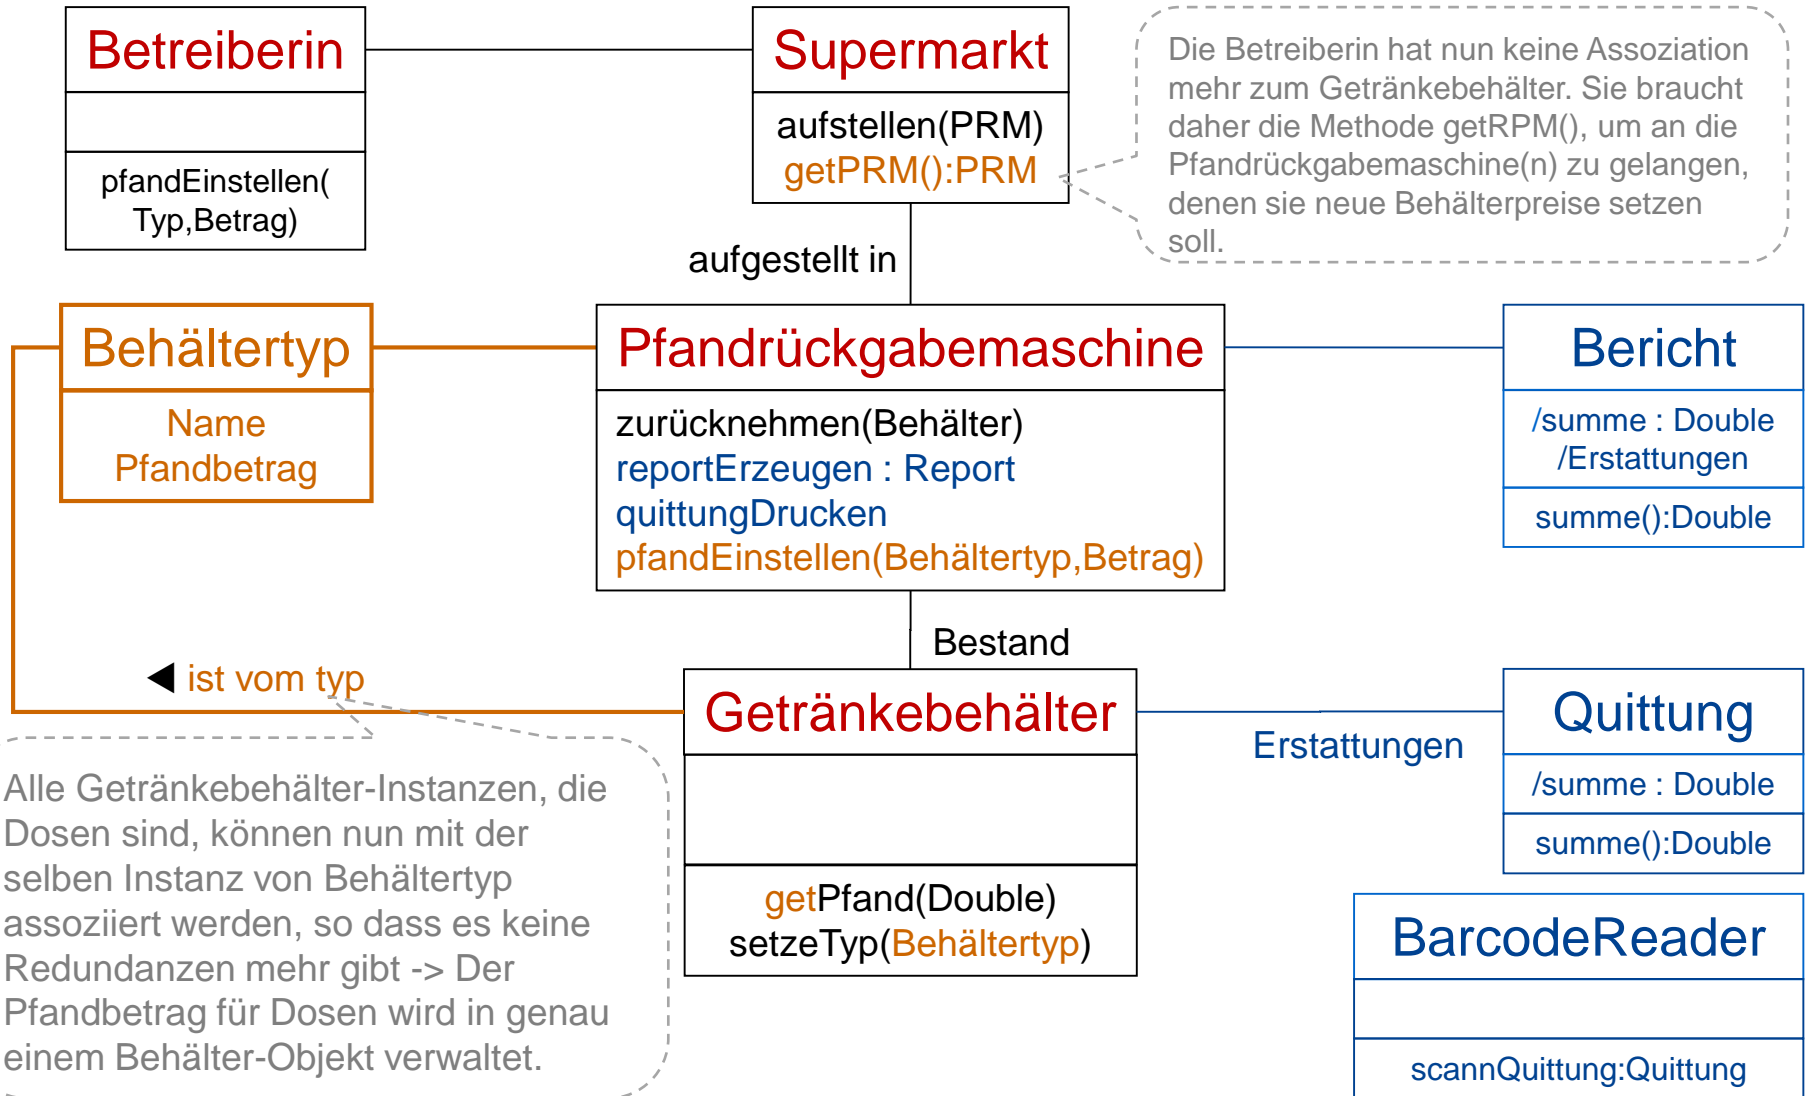 Betreiberin
pfandEinstellen(
Typ,Betrag)
Supermarkt
aufstellen(PRM)
getPRM():PRM
Die Betreiberin hat nun keine Assoziation
mehr zum Getränkebehälter. Sie braucht
daher die Methode getRPM(), um an die
Pfandrückgabemaschine(n) zu gelangen,
denen sie neue Behälterpreise setzen
soll.
aufgestellt in
Behältertyp
Name
Pfandbetrag
Pfandrückgabemaschine
zurücknehmen(Behälter)
reportErzeugen : Report
quittungDrucken
pfandEinstellen(Behältertyp,Betrag)
Bericht
/summe : Double
/Erstattungen
summe():Double
Bestand
ist vom typ
Getränkebehälter
getPfand(Double)
setzeTyp(Behältertyp)
Erstattungen
Quittung
/summe : Double
summe():Double
Alle Getränkebehälter-Instanzen, die
Dosen sind, können nun mit der
selben Instanz von Behältertyp
assoziiert werden, so dass es keine
Redundanzen mehr gibt -> Der
Pfandbetrag für Dosen wird in genau
einem Behälter-Objekt verwaltet.
BarcodeReader
scannQuittung:Quittung